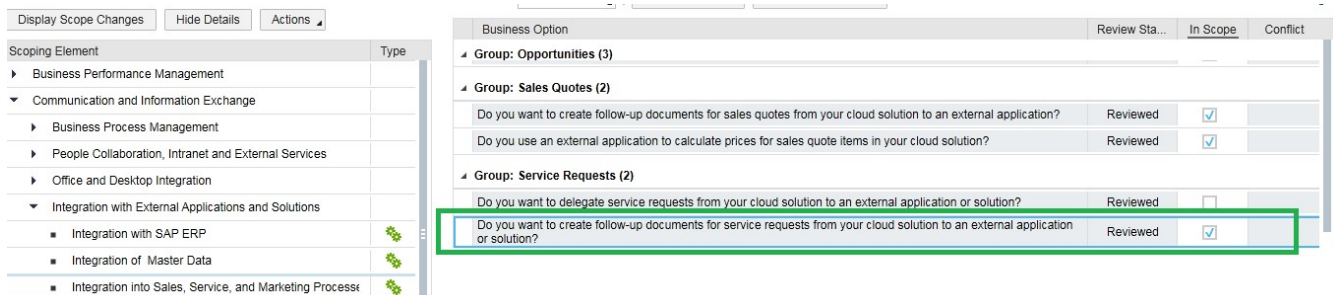 Display Scope Changes
Hide Details
Actions
Scoping Element
Type
Business Performance Management
Communication and Information Exchange
Business Process Management
People Collaboration, Intranet and External Services
Office and Desktop Integration
Integration with External Applications and Solutions
Integration with SAP ERP
Integration of Master Data
Integration into Sales, Service, and Marketing Processe
Business Option
Review Sta...
In Scope
Conflict
Group: Opportunities (3)
Group: Sales Quotes (2)
Do you want to create follow-up documents for sales quotes from your cloud solution to an external application?
Reviewed
Do you use an external application to calculate prices for sales quote items in your cloud solution?
Reviewed
Group: Service Requests (2)
Do you want to delegate service requests from your cloud solution to an external application or solution?
Reviewed
Do you want to create follow-up documents for service requests from your cloud solution to an external application
or solution?
Reviewed